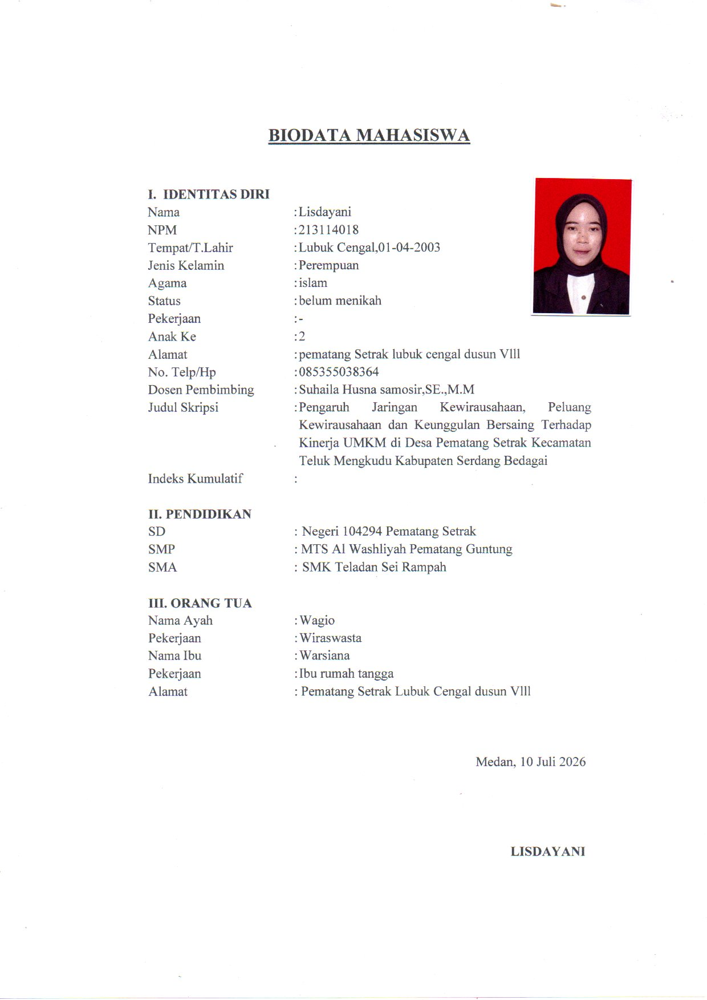 BIODATA MAHASISWA
I. IDENTITAS DIRI
Nama :Lisdayani
NPM :213114018
Tempat/T.Lahir :Lubuk Cengal,01-04-2003
Jenis Kelamin :Perempuan
Agama :islam
Status :belum menikah
Pekerjaan :-
Anak Ke :2
Alamat :pematang Setrak lubuk cengal dusun Vlll
No. Telp/Hp :085355038364
Dosen Pembimbing :Suhaila Husna samosir,SE.,M.M
Judul Skripsi :Pengaruh Jaringan Kewirausahaan, Peluang
Kewirausahaan dan Keunggulan Bersaing Terhadap
Kinerja UMKM di Desa Pematang Setrak Kecamatan
Teluk Mengkudu Kabupaten Serdang Bedagai
Indeks Kumulatif :
II. PENDIDIKAN
SD : Negeri 104294 Pematang Setrak
SMP : MTS Al Washliyah Pematang Guntung
SMA : SMK Teladan Sei Rampah
III. ORANG TUA
Nama Ayah :Wagio
Pekerjaan :Wiraswasta
Nama Ibu :Warsiana
Pekerjaan :Ibu rumah tangga
Alamat : Pematang Setrak Lubuk Cengal dusun Vlll
Medan, 10 Juli 2026
LISDAYANI